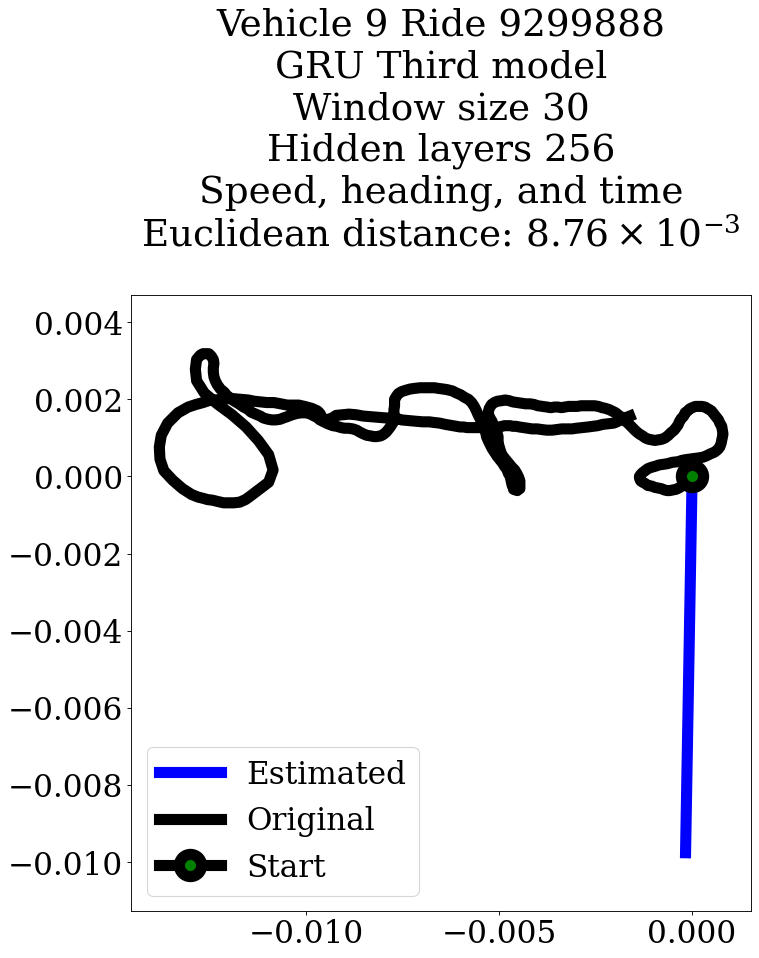 Vehicle 9 Ride 9299888
GRU Third model
Window size 30
Hidden layers 256
Speed, heading, and time
Euclidean distance: 8.76 × 10⁻³
0.004
0.002
0.000
−0.002
−0.004
−0.006
−0.008
−0.010
Estimated
Original
Start
−0.010 −0.005 0.000